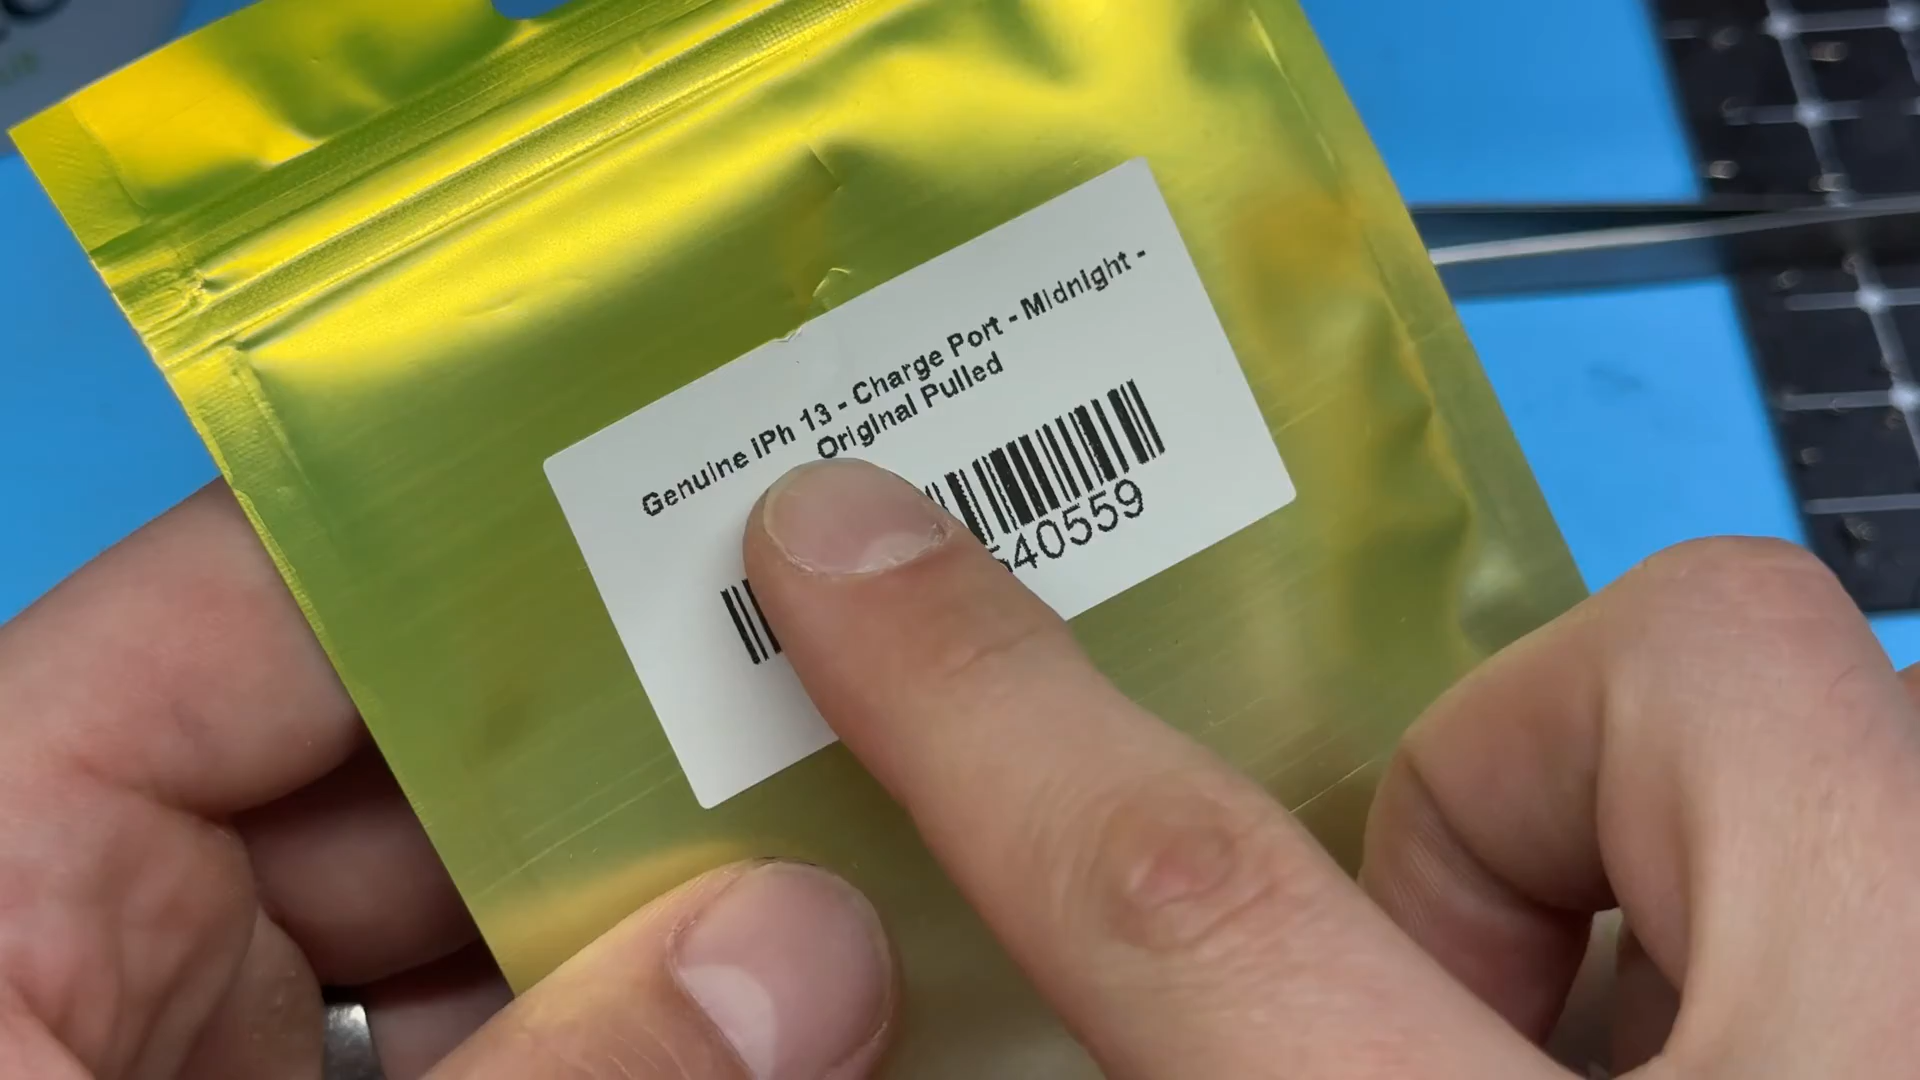 Genuine iPh 13 - Charge Port - Midnight -
Original Pulled
40559